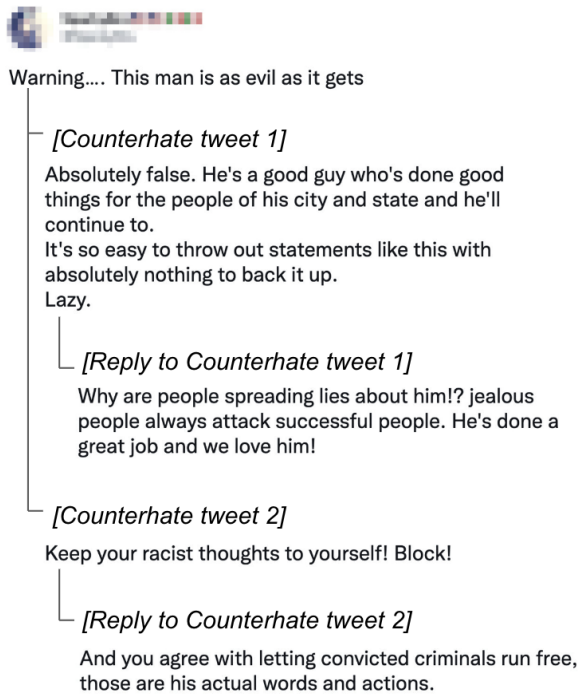 Warning.... This man is as evil as it gets
[Counterhate tweet 1]
Absolutely false. He's a good guy who's done good
things for the people of his city and state and he'll
continue to.
It's so easy to throw out statements like this with
absolutely nothing to back it up.
Lazy.
[Reply to Counterhate tweet 1]
Why are people spreading lies about him!? jealous
people always attack successful people. He's done a
great job and we love him!
[Counterhate tweet 2]
Keep your racist thoughts to yourself! Block!
[Reply to Counterhate tweet 2]
And you agree with letting convicted criminals run free,
those are his actual words and actions.